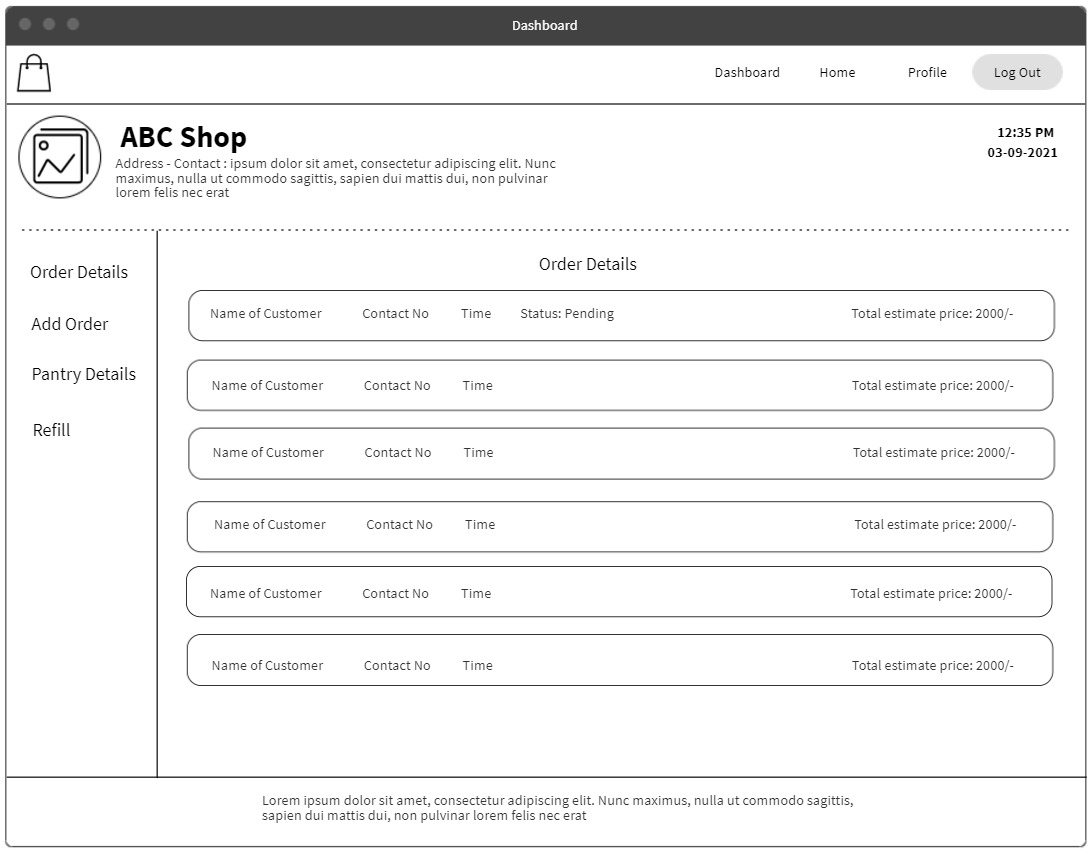 Dashboard
Dashboard Home Profile Log Out
ABC Shop
Address - Contact : ipsum dolor sit amet, consectetur adipiscing elit. Nunc
maximus, nulla ut commodo sagittis, sapien dui mattis dui, non pulvinar
lorem felis nec erat
12:35 PM
03-09-2021
Order Details
Add Order
Pantry Details
Refill
Order Details
Name of Customer Contact No Time Status: Pending Total estimate price: 2000/-
Name of Customer Contact No Time Total estimate price: 2000/-
Name of Customer Contact No Time Total estimate price: 2000/-
Name of Customer Contact No Time Total estimate price: 2000/-
Name of Customer Contact No Time Total estimate price: 2000/-
Name of Customer Contact No Time Total estimate price: 2000/-
Lorem ipsum dolor sit amet, consectetur adipiscing elit. Nunc maximus, nulla ut commodo sagittis,
sapien dui mattis dui, non pulvinar lorem felis nec erat